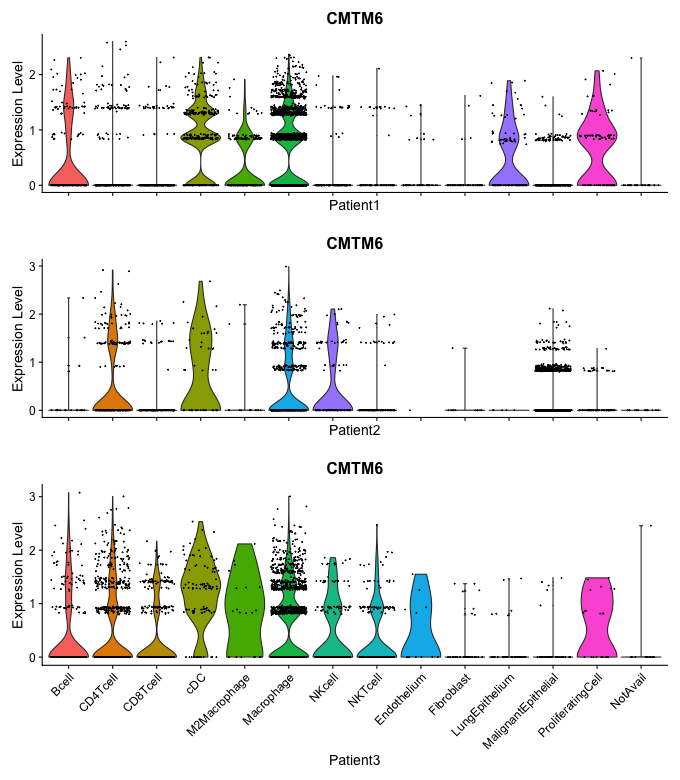 CMTM6
Expression Level
2
1
0
Patient1
CMTM6
Expression Level
3
2
1
0
Patient2
CMTM6
Expression Level
3
2
1
0
Bcell
CD4Tcell
CD8Tcell
cDC
M2Macrophage
Macrophage
NKcell
NKTcell
Endothelium
Fibroblast
LungEpithelium
MalignantEpithelial
ProliferatingCell
NotAvail
Patient3